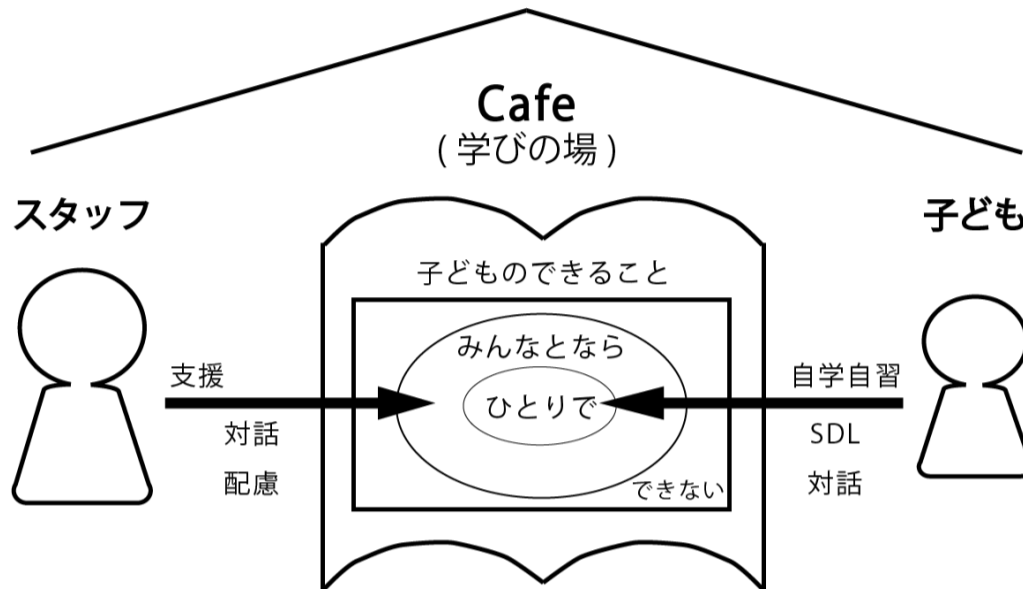 Cafe
(学びの場)
スタッフ
子ども
子どものできること
みんなとなら
ひとりで
できない
支援
対話
配慮
自学自習
SDL
対話